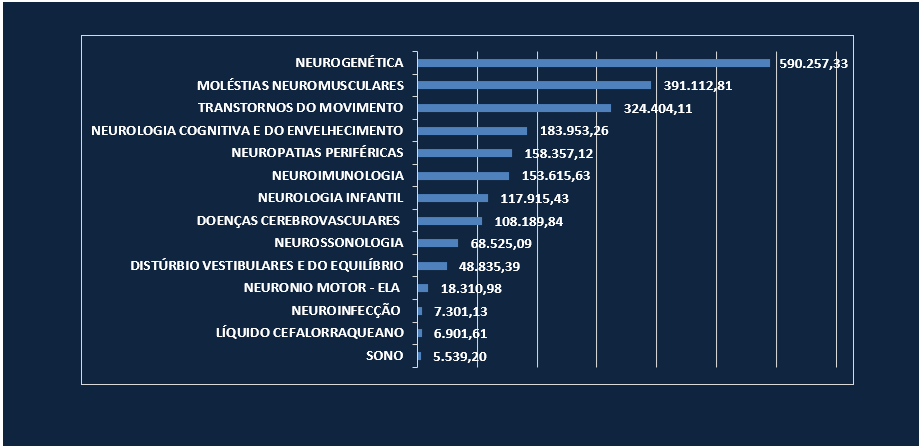 NEUROGENÉTICA 590.257,33
MOLÉSTIAS NEUROMUSCULARES 391.112,81
TRANSTORNOS DO MOVIMENTO 324.404,11
NEUROLOGIA COGNITIVA E DO ENVELHECIMENTO 183.953,26
NEUROPATIAS PERIFÉRICAS 158.357,12
NEUROIMUNOLOGIA 153.615,63
NEUROLOGIA INFANTIL 117.915,43
DOENÇAS CEREBROVASCULARES 108.189,84
NEUROSSONOLOGIA 68.525,09
DISTÚRBIO VESTIBULARES E DO EQUILÍBRIO 48.835,39
NEURONIO MOTOR - ELA 18.310,98
NEUROINFECÇÃO 7.301,13
LÍQUIDO CEFALORRAQUEANO 6.901,61
SONO 5.539,20